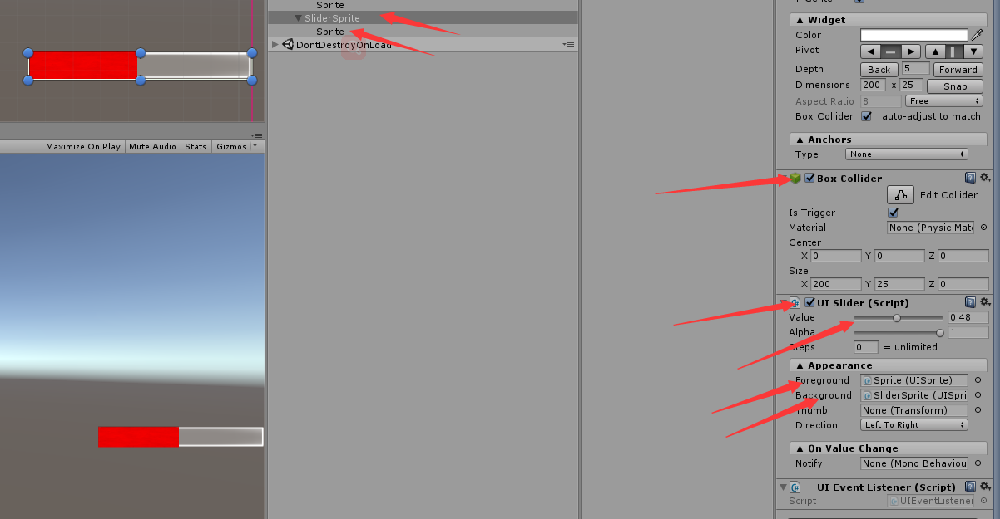 Sprite
SliderSprite
Sprite
DontDestroyOnLoad
Maximize On Play Mute Audio Stats Gizmos
Widget
Color
Pivot
Depth Back 5 Forward
Dimensions 200 x 25 Snap
Aspect Ratio 8 Free
Box Collider auto-adjust to match
Anchors
Type None
Box Collider
Edit Collider
Is Trigger
Material None (Physic Mate
Center
X 0 Y 0 Z 0
Size
X 200 Y 25 Z 0
UI Slider (Script)
Value 0.48
Alpha 1
Steps 0 = unlimited
Appearance
Foreground Sprite (UISprite)
Background SliderSprite (UISpri
Thumb None (Transform)
Direction Left To Right
On Value Change
Notify None (Mono Behaviou
UI Event Listener (Script)
Script UIEventListener